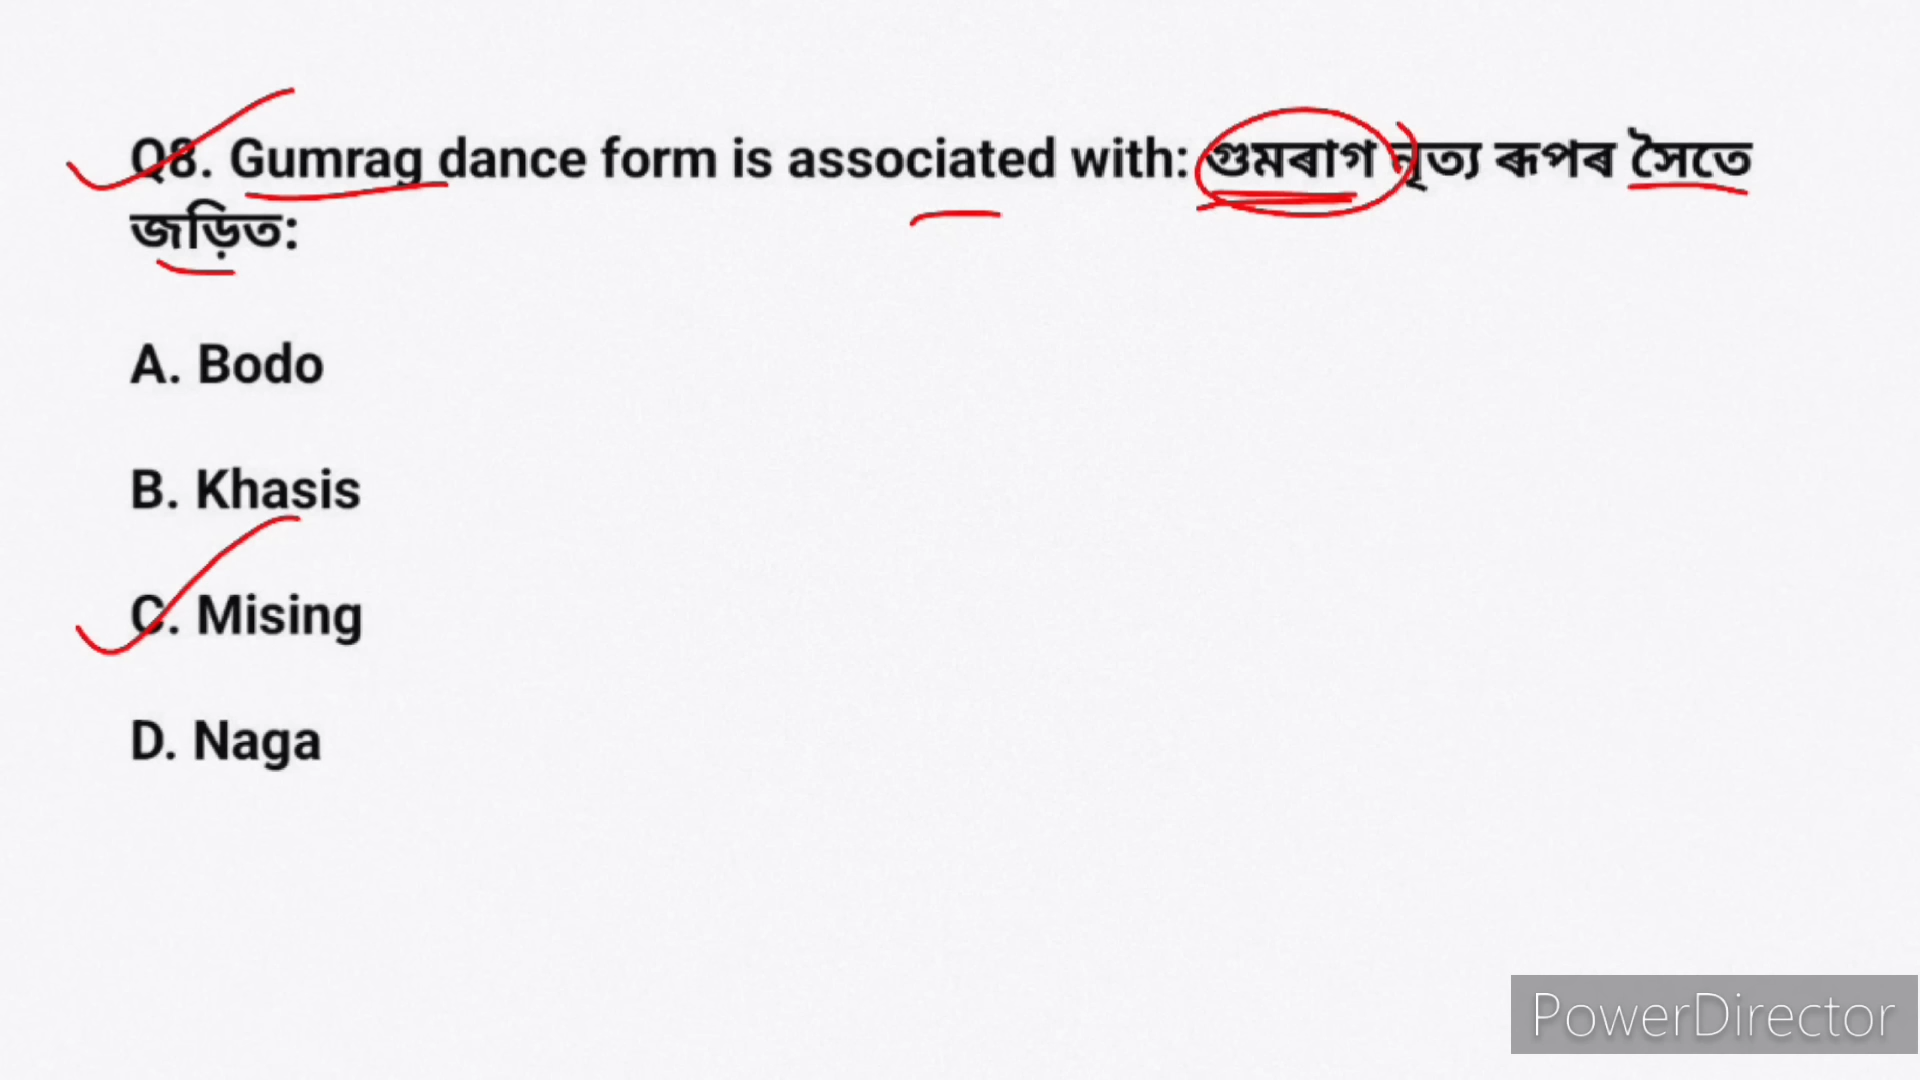 Q8. Gumrag dance form is associated with: গুমৰাগ নৃত্য ৰূপৰ সৈতে
জড়িত:
A. Bodo
B. Khasis
C. Mising
D. Naga
PowerDirector